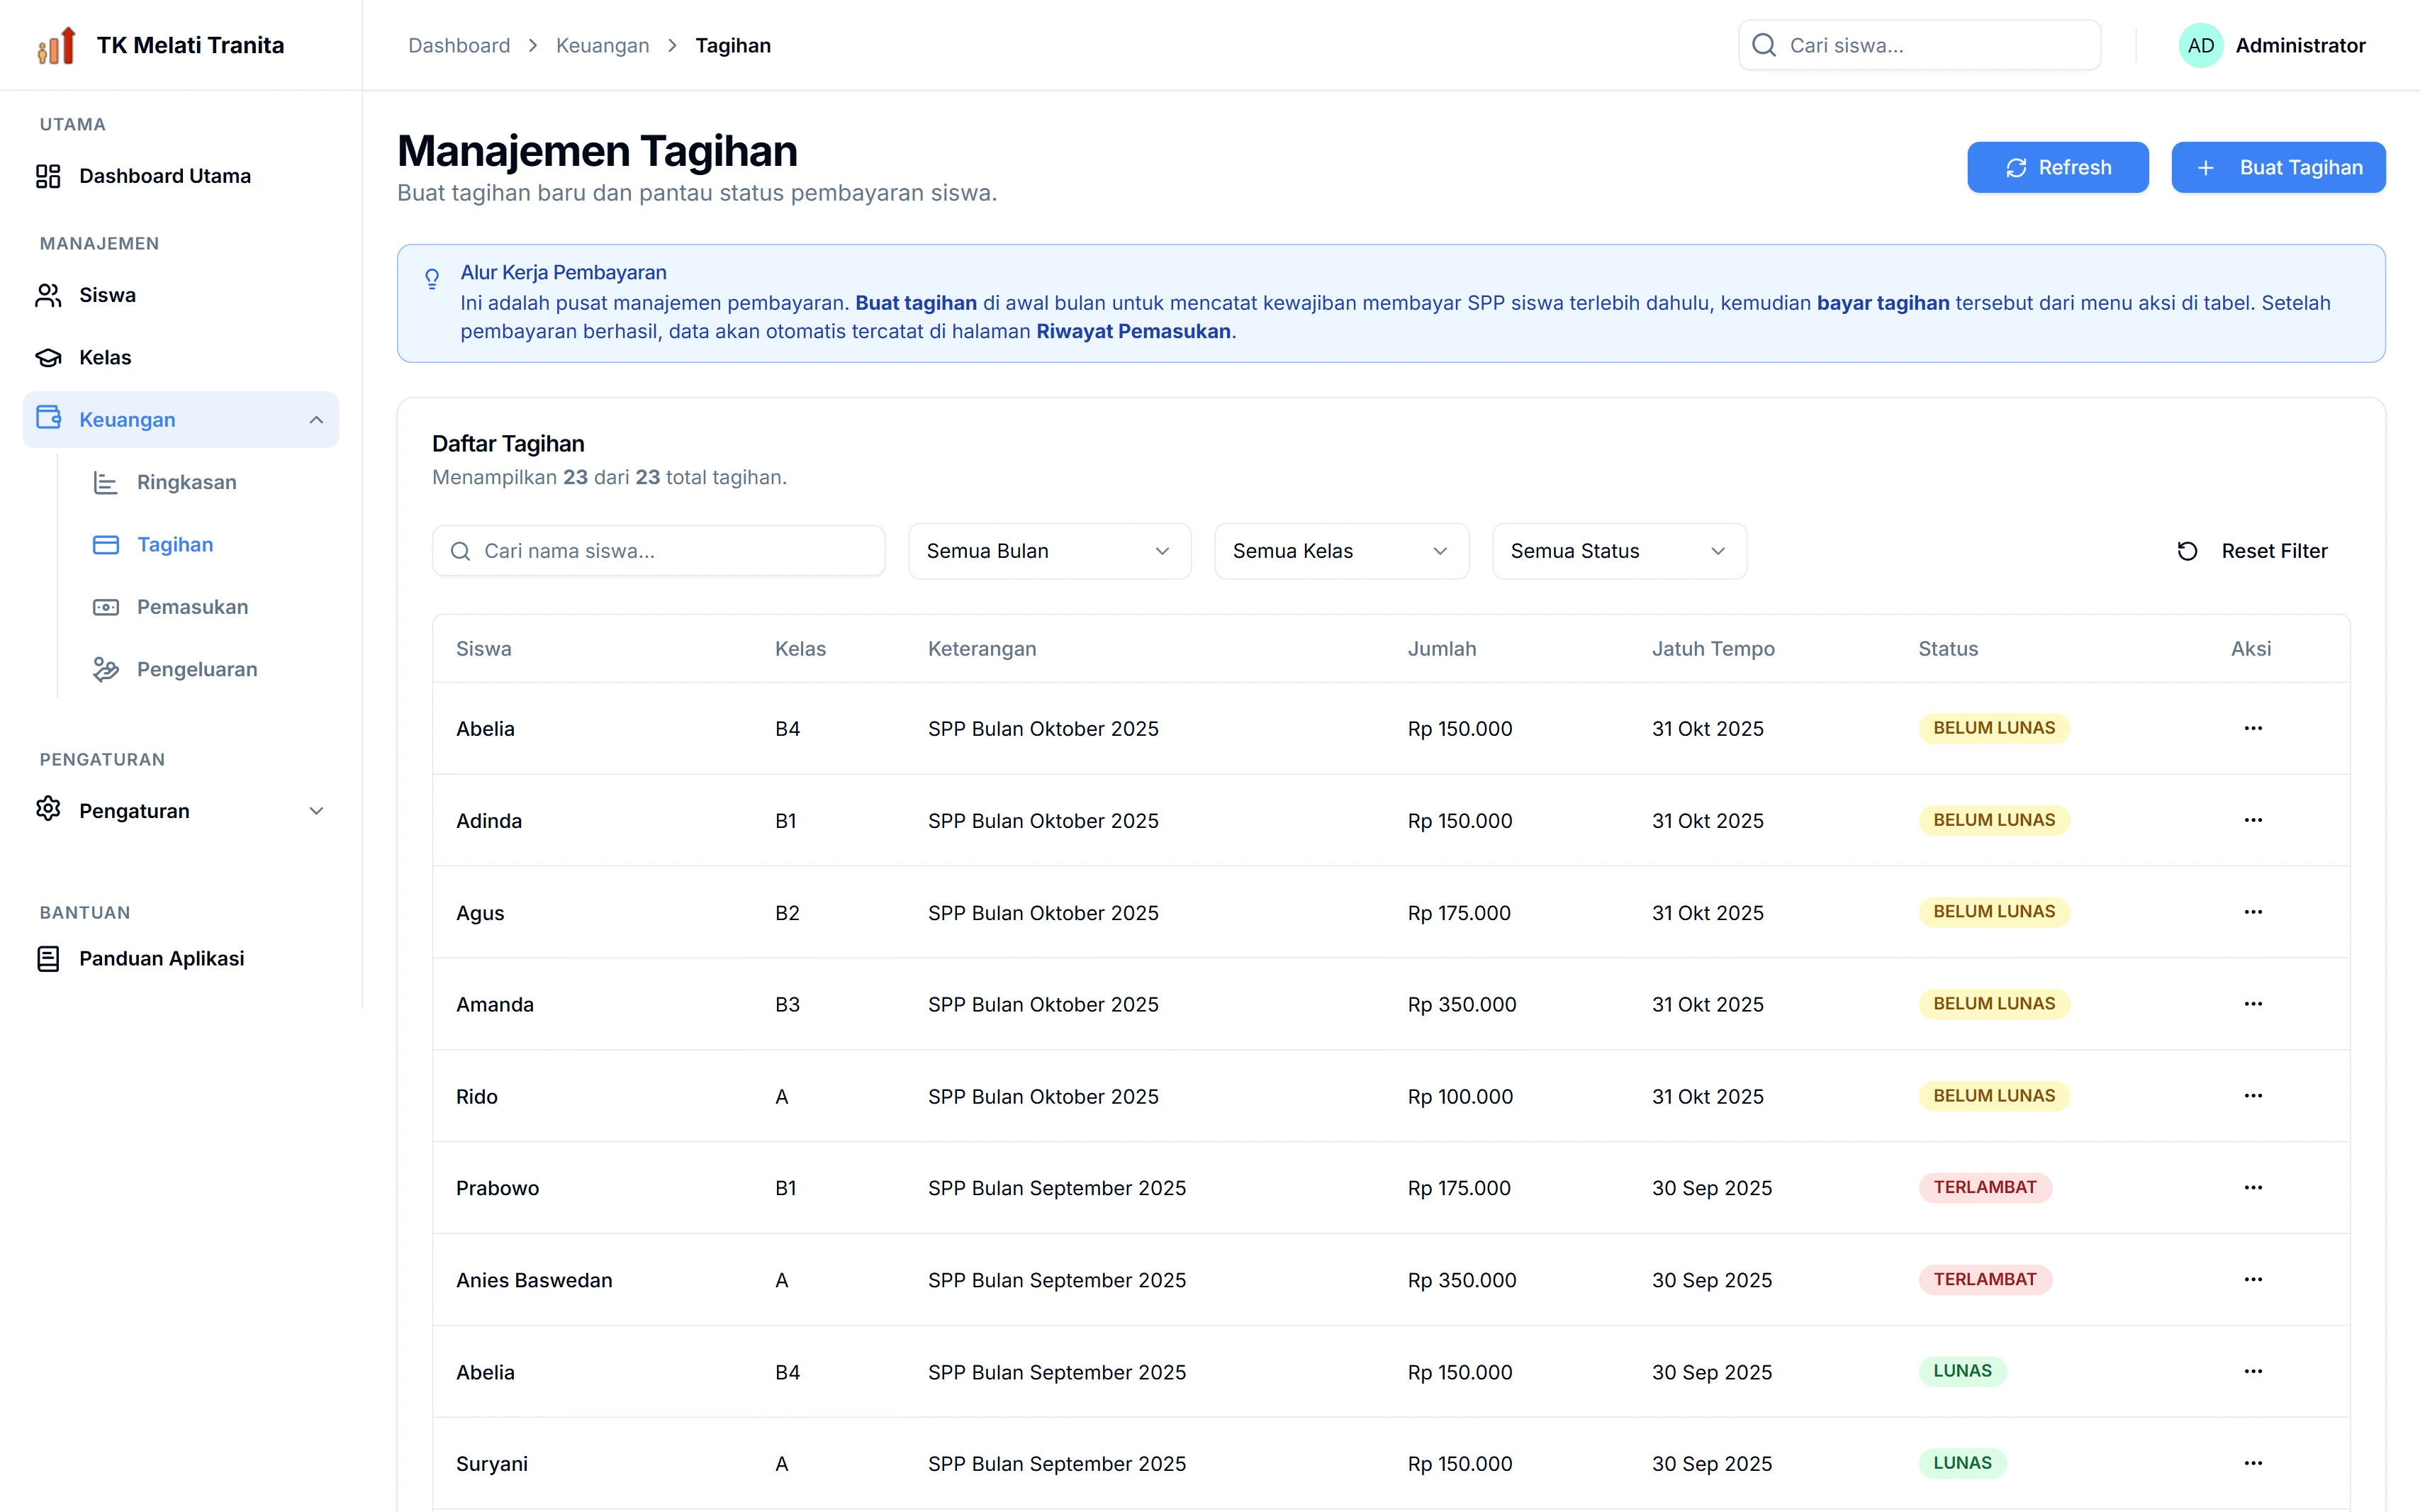 TK Melati Tranita
Dashboard > Keuangan > Tagihan
Cari siswa...
AD Administrator
UTAMA
Dashboard Utama
MANAJEMEN
Siswa
Kelas
Keuangan
Ringkasan
Tagihan
Pemasukan
Pengeluaran
PENGATURAN
Pengaturan
BANTUAN
Panduan Aplikasi
Manajemen Tagihan
Buat tagihan baru dan pantau status pembayaran siswa.
Refresh
Buat Tagihan
Alur Kerja Pembayaran
Ini adalah pusat manajemen pembayaran. Buat tagihan di awal bulan untuk mencatat kewajiban membayar SPP siswa terlebih dahulu, kemudian bayar tagihan tersebut dari menu aksi di tabel. Setelah
pembayaran berhasil, data akan otomatis tercatat di halaman Riwayat Pemasukan.
Daftar Tagihan
Menampilkan 23 dari 23 total tagihan.
Cari nama siswa...
Semua Bulan
Semua Kelas
Semua Status
Reset Filter
Siswa Kelas Keterangan Jumlah Jatuh Tempo Status Aksi
Abelia B4 SPP Bulan Oktober 2025 Rp 150.000 31 Okt 2025 BELUM LUNAS ...
Adinda B1 SPP Bulan Oktober 2025 Rp 150.000 31 Okt 2025 BELUM LUNAS ...
Agus B2 SPP Bulan Oktober 2025 Rp 175.000 31 Okt 2025 BELUM LUNAS ...
Amanda B3 SPP Bulan Oktober 2025 Rp 350.000 31 Okt 2025 BELUM LUNAS ...
Rido A SPP Bulan Oktober 2025 Rp 100.000 31 Okt 2025 BELUM LUNAS ...
Prabowo B1 SPP Bulan September 2025 Rp 175.000 30 Sep 2025 TERLAMBAT ...
Anies Baswedan A SPP Bulan September 2025 Rp 350.000 30 Sep 2025 TERLAMBAT ...
Abelia B4 SPP Bulan September 2025 Rp 150.000 30 Sep 2025 LUNAS ...
Suryani A SPP Bulan September 2025 Rp 150.000 30 Sep 2025 LUNAS ...